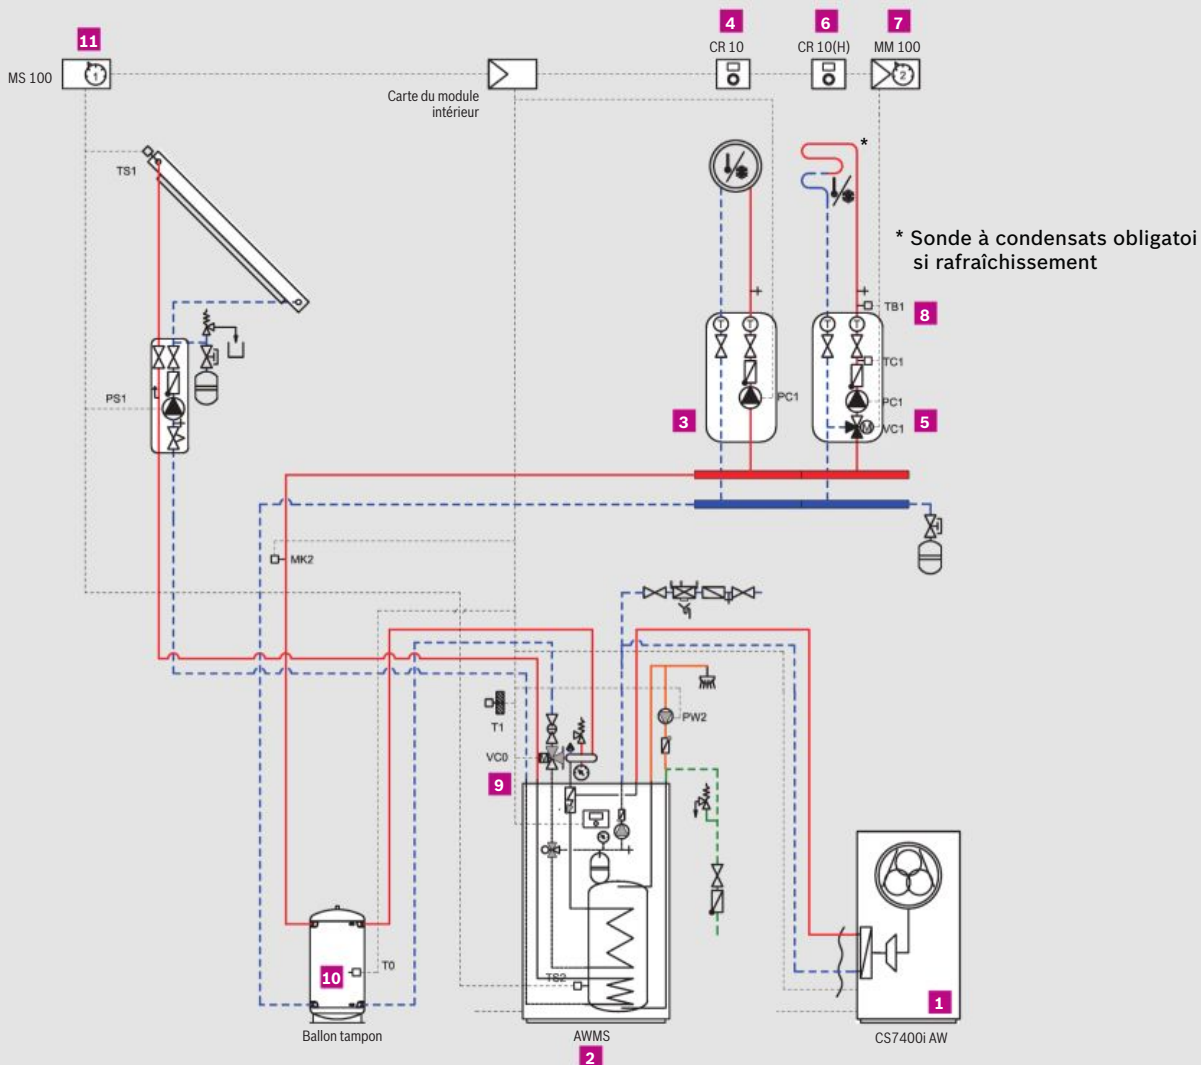 11
4
6
7
MS 100
1
CR 10
CR 10(H)
MM 100
2
Carte du module
intérieur
TS1
*
* Sonde à condensats obligatoi
si rafraîchissement
T
T
T
T
TB1
8
TC1
PS1
PC1
PC1
3
5
M
VC1
MK2
T1
PW2
VC0
M
9
10
T0
TS2
1
Ballon tampon
AWMS
2
CS7400i AW